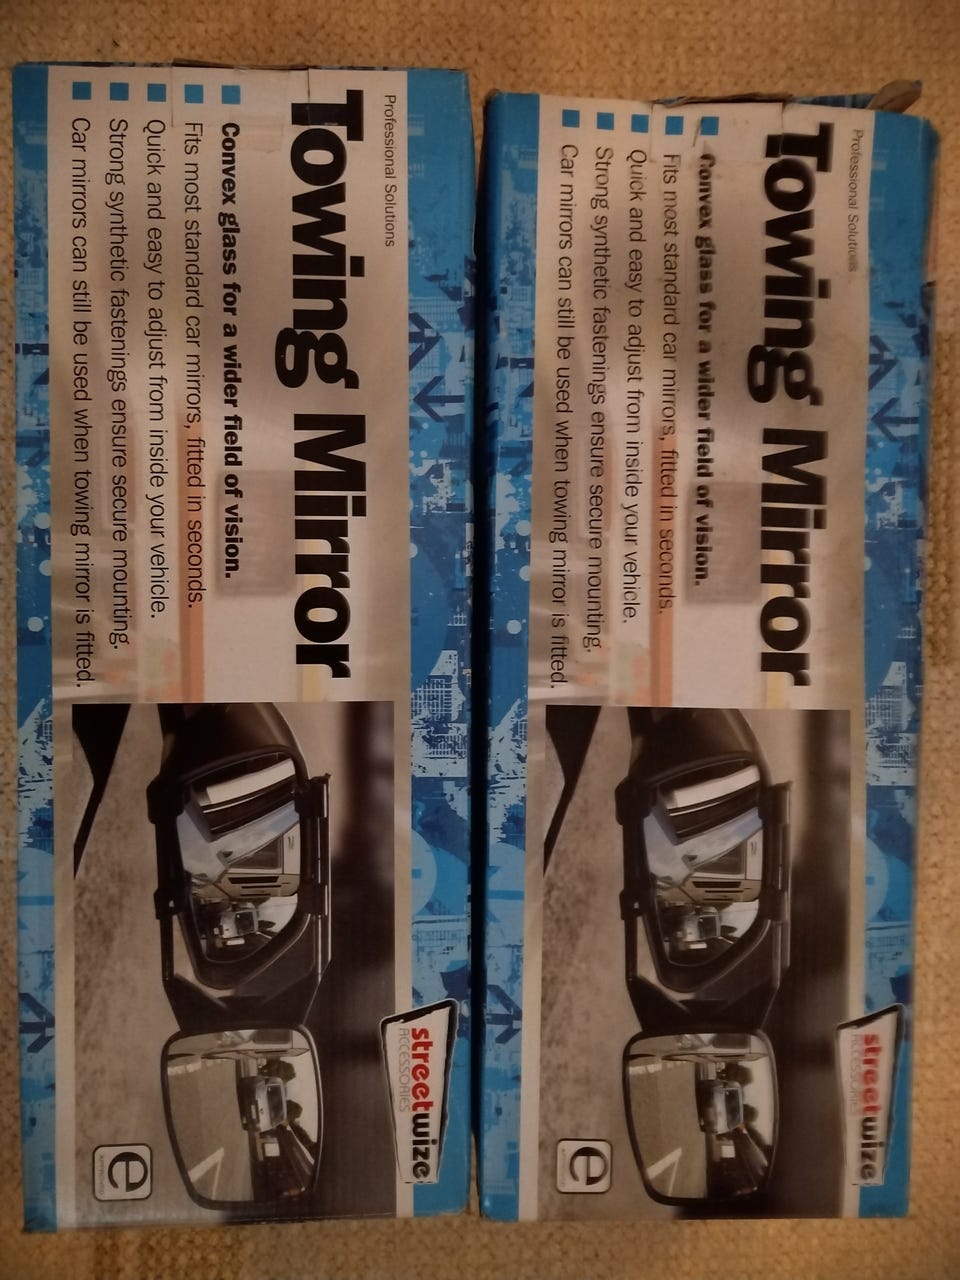 Professional Solutions
Towing Mirror
Convex glass for a wider field of vision.
Fits most standard car mirrors, fitted in seconds.
Quick and easy to adjust from inside your vehicle.
Strong synthetic fastenings ensure secure mounting.
Car mirrors can still be used when towing mirror is fitted.
streetwize
ACCESSORIES
e
APPROVED
Professional Solutions
Towing Mirror
Convex glass for a wider field of vision.
Fits most standard car mirrors, fitted in seconds.
Quick and easy to adjust from inside your vehicle.
Strong synthetic fastenings ensure secure mounting.
Car mirrors can still be used when towing mirror is fitted.
streetwize
ACCESSORIES
e
APPROVED